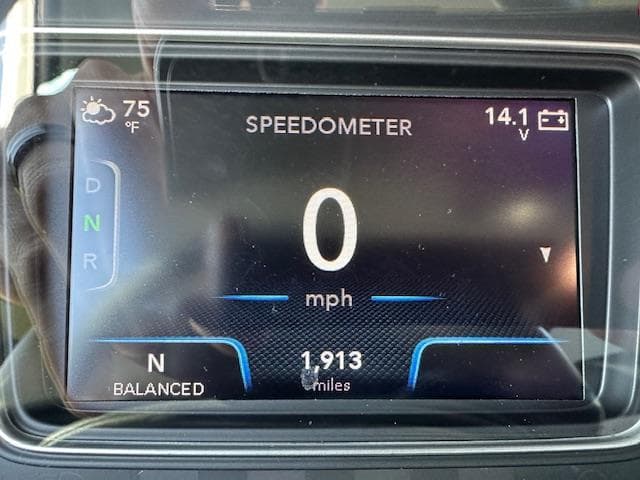 75
°F
SPEEDOMETER
14.1
V
D
N
R
0
mph
N
BALANCED
1,913
miles